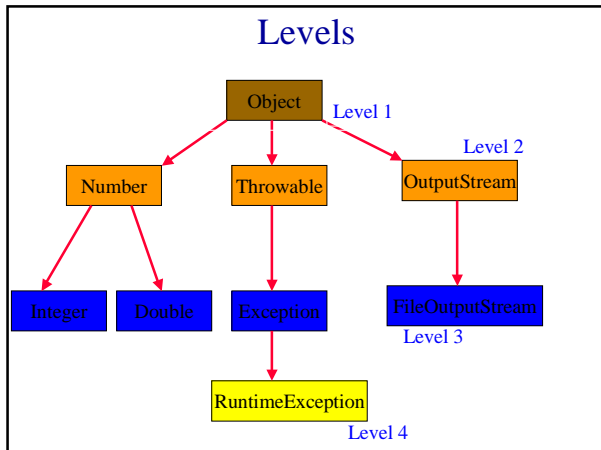 Levels
Object
Level 1
Level 2
Number
Throwable
OutputStream
Integer
Double
Exception
FileOutputStream
Level 3
RuntimeException
Level 4